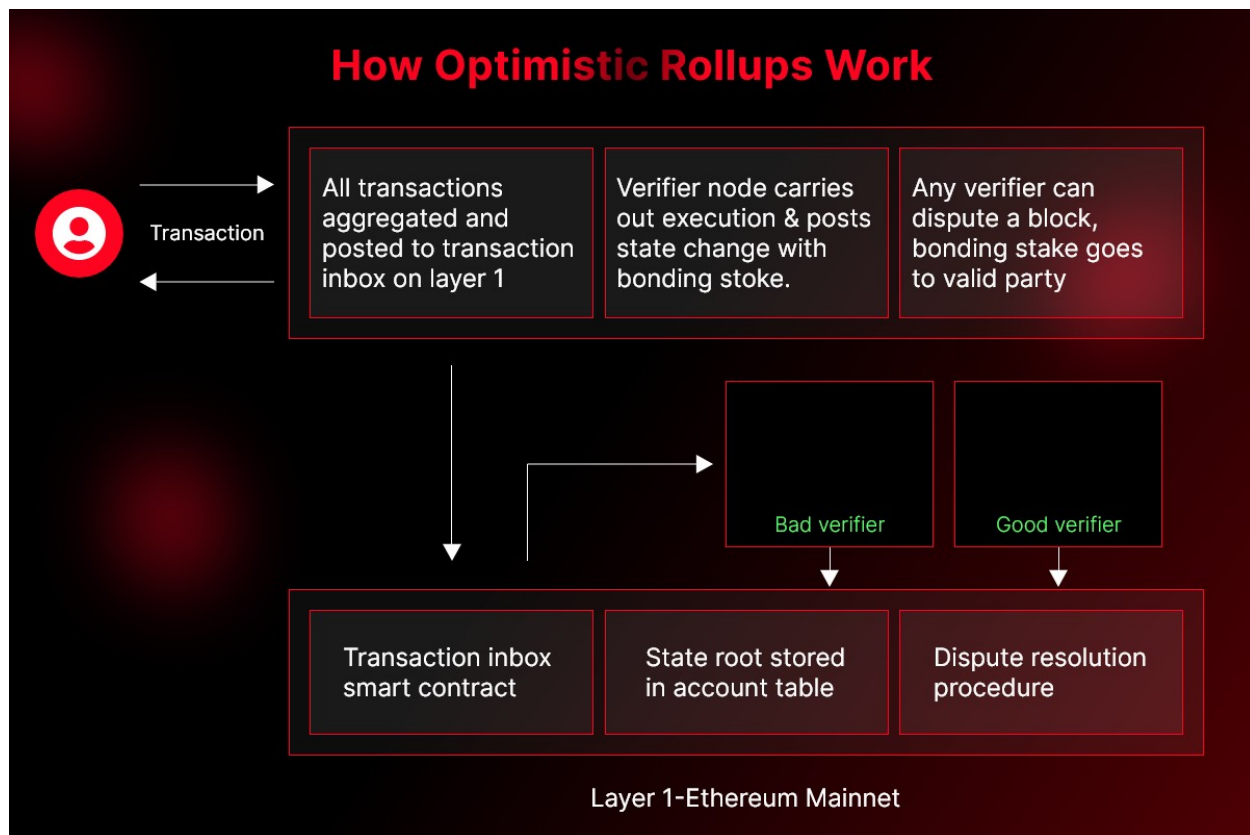 How Optimistic Rollups Work
Transaction
All transactions
aggregated and
posted to transaction
inbox on layer 1
Verifier node carries
out execution & posts
state change with
bonding stoke.
Any verifier can
dispute a block,
bonding stake goes
to valid party
Bad verifier
Good verifier
Transaction inbox
smart contract
State root stored
in account table
Dispute resolution
procedure
Layer 1-Ethereum Mainnet